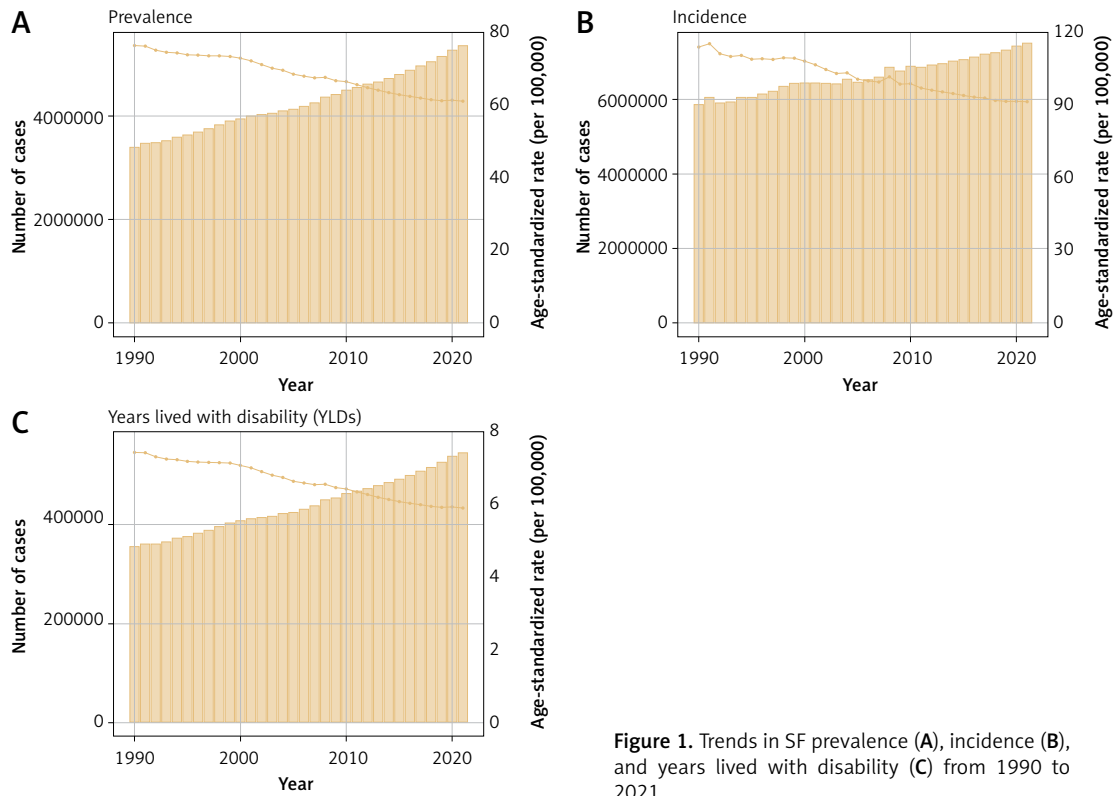 A
Prevalence
80
60
40
20
0
4000000
2000000
0
Number of cases
Age-standardized rate (per 100,000)
1990 2000 2010 2020
Year
B
Incidence
120
90
60
30
0
6000000
4000000
2000000
0
Number of cases
Age-standardized rate (per 100,000)
1990 2000 2010 2020
Year
C
Years lived with disability (YLDs)
8
6
4
2
0
400000
200000
0
Number of cases
Age-standardized rate (per 100,000)
1990 2000 2010 2020
Year
Figure 1. Trends in SF prevalence (A), incidence (B),
and years lived with disability (C) from 1990 to
2021